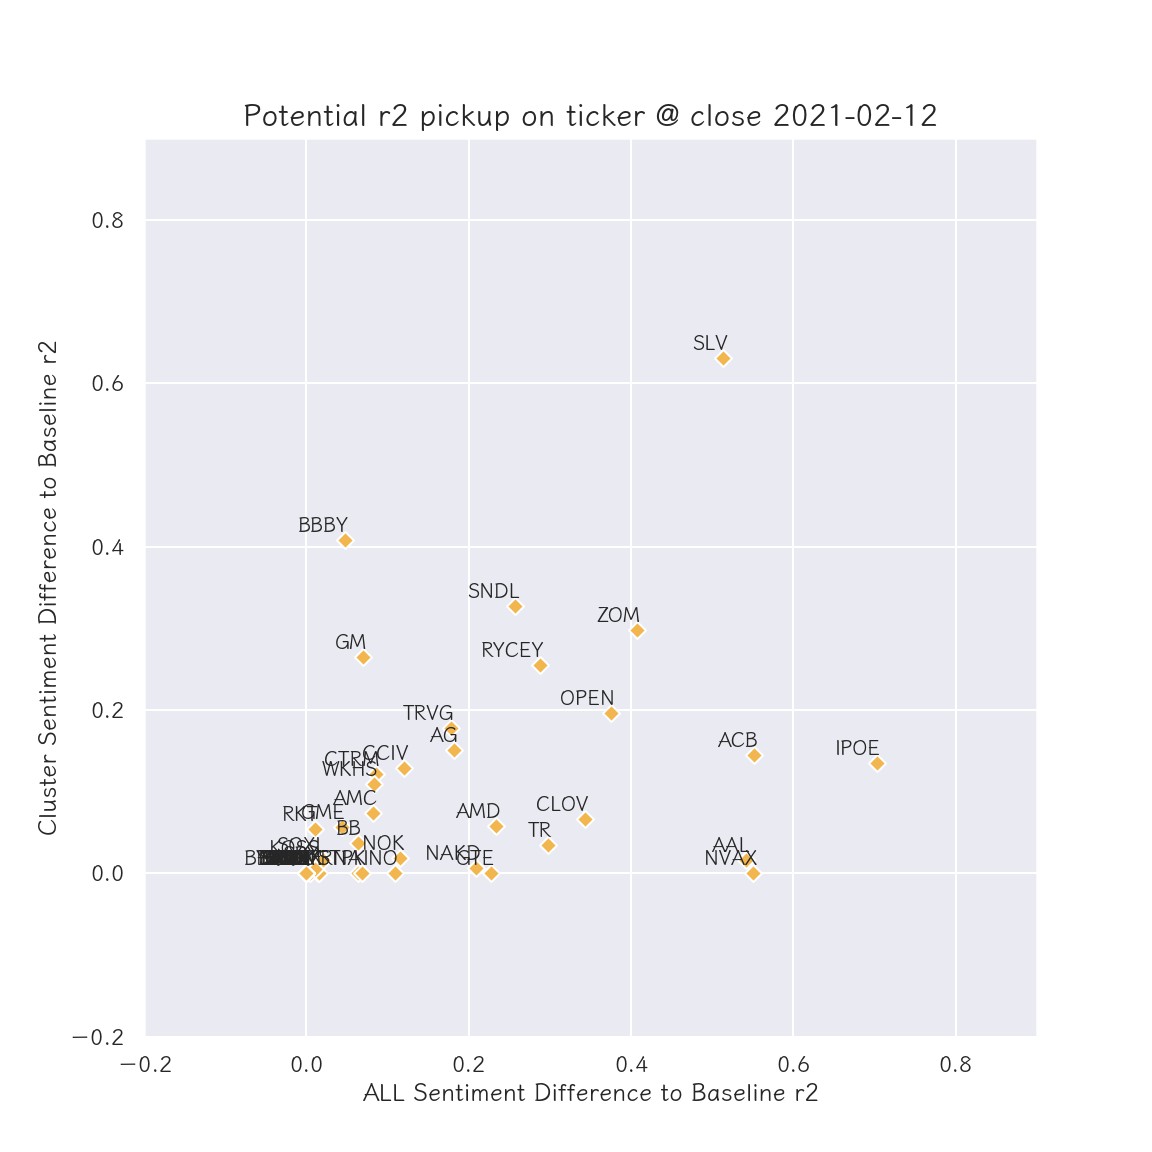 Potential r2 pickup on ticker @ close 2021-02-12
Cluster Sentiment Difference to Baseline r2
0.8
0.6
0.4
0.2
0.0
−0.2
SLV
BBBY
SNDL
ZOM
GM
RYCEY
OPEN
TRVG
AG
ACB
IPOE
CCIV
CTRM
WKHS
AMC
CLOV
AMD
GME
RKT
BB
TR
NOK
NAKD
GTE
AAL
NVAX
−0.2
0.0
0.2
0.4
0.6
0.8
ALL Sentiment Difference to Baseline r2